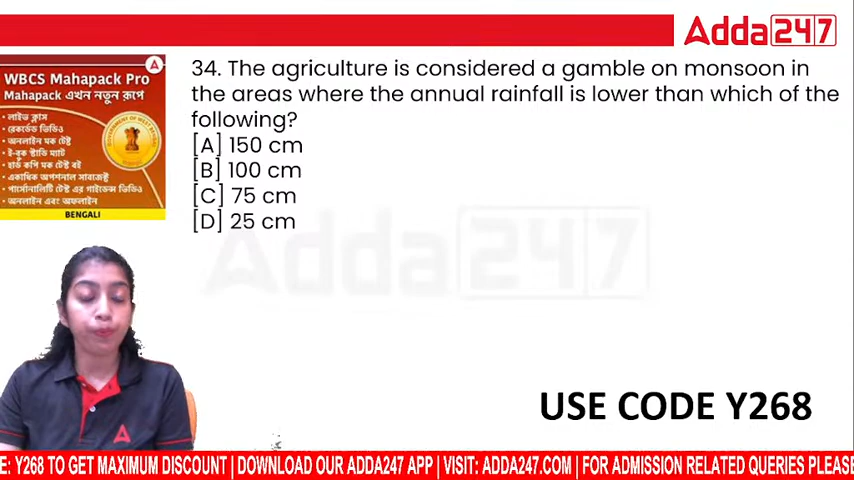 Adda247
WBCS Mahapack Pro
Mahapack এখন নতুন রূপে
• লাইভ ক্লাস
• রেকর্ডেড ভিডিও
• অনলাইন মক টেস্ট
• ই-বুক স্টাডি ম্যাট
• হার্ড কপি মক টেস্ট বই
• একাধিক অপশনাল সাবজেক্ট
• পার্সোনালিটি টেস্ট এর গাইডেন্স ভিডিও
• অনলাইন এবং অফলাইন
BENGALI
34. The agriculture is considered a gamble on monsoon in
the areas where the annual rainfall is lower than which of the
following?
[A] 150 cm
[B] 100 cm
[C] 75 cm
[D] 25 cm
Adda247
USE CODE Y268
E: Y268 TO GET MAXIMUM DISCOUNT | DOWNLOAD OUR ADDA247 APP | VISIT: ADDA247.COM | FOR ADMISSION RELATED QUERIES PLEASE